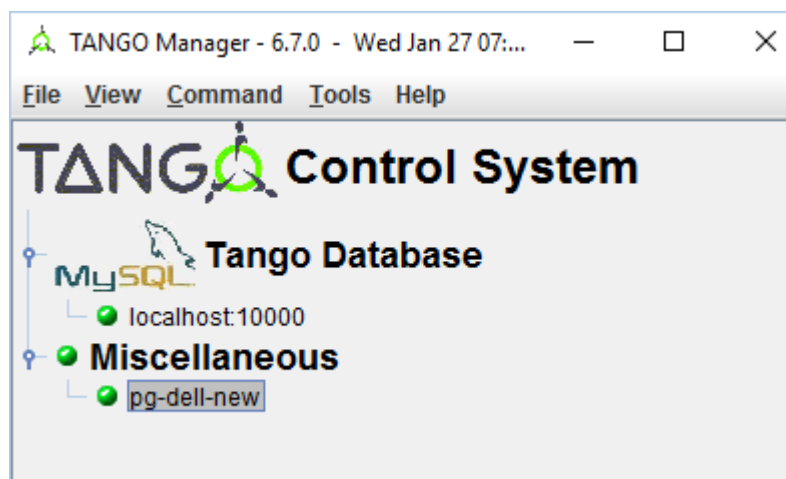 TANGO Manager - 6.7.0 - Wed Jan 27 07:...
File View Command Tools Help
TANGO Control System
MySQL Tango Database
localhost:10000
Miscellaneous
pg-dell-new